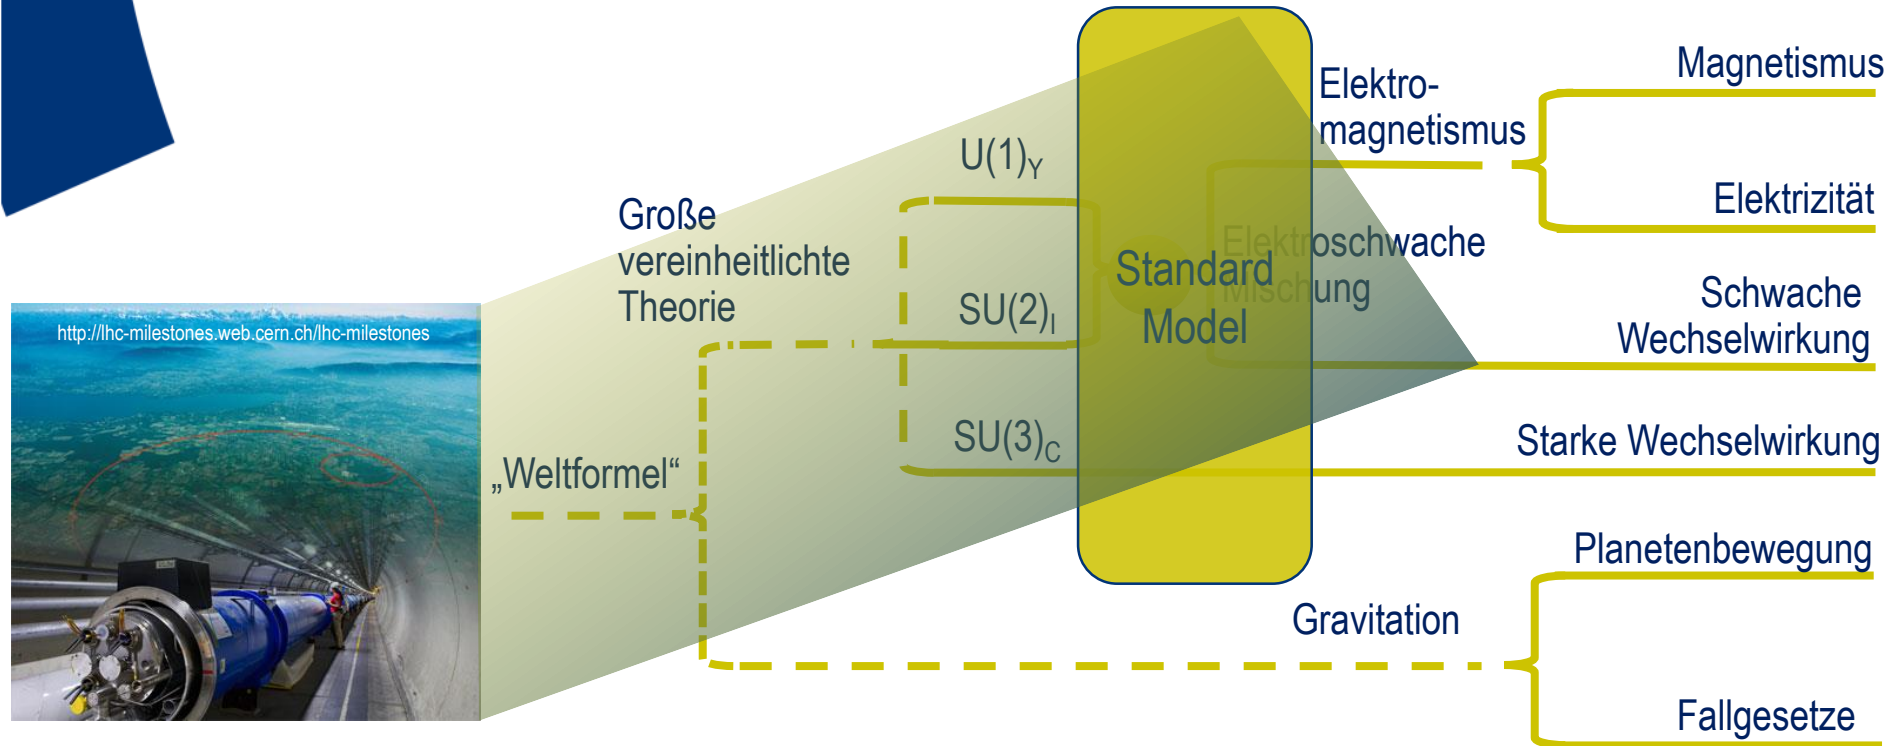 Magnetismus
Elektro-
magnetismus
U(1)Y
Elektrizität
Große
vereinheitlichte
Theorie
Elektroschwache
Mischung
Standard
Model
SU(2)I
Schwache
Wechselwirkung
http://lhc-milestones.web.cern.ch/lhc-milestones
SU(3)C
Starke Wechselwirkung
„Weltformel“
Planetenbewegung
Gravitation
Fallgesetze